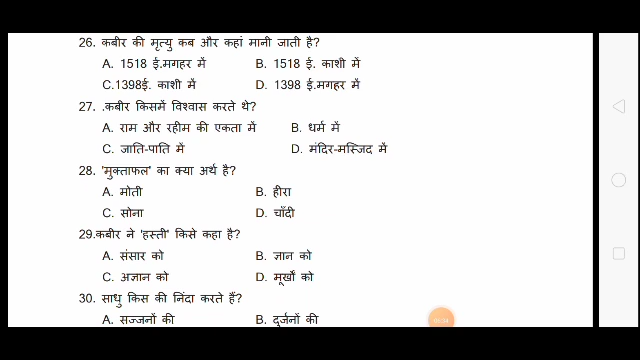 26. कबीर की मृत्यु कब और कहां मानी जाती है?
A. 1518 ई.मगहर में B. 1518 ई. काशी में
C.1398ई. काशी में D. 1398 ई.मगहर में
27. .कबीर किसमें विश्वास करते थे?
A. राम और रहीम की एकता में B. धर्म में
C. जाति-पाति में D. मंदिर-मस्जिद में
28. 'मुक्ताफल' का क्या अर्थ है?
A. मोती B. हीरा
C. सोना D. चाँदी
29.कबीर ने 'हस्ती' किसे कहा है?
A. संसार को B. ज्ञान को
C. अज्ञान को D. मूर्खों को
30. साधु किस की निंदा करते हैं?
A. सज्जनों की B. दुर्जनों की